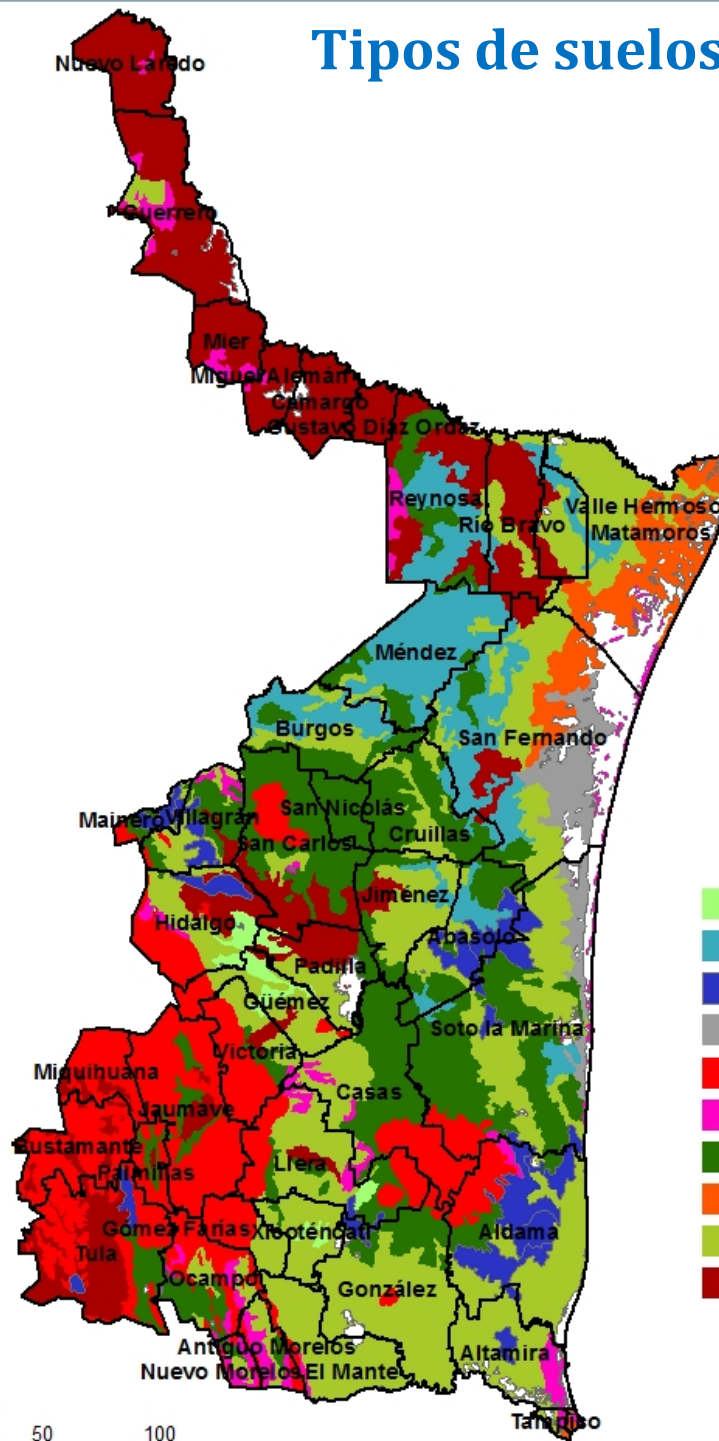 Tipos de suelos
Nuevo Laredo
Guerrero
Mier
Miguel Alemán
Camargo
Gustavo Díaz Ordaz
Reynosa
Río Bravo
Valle Hermoso
Matamoros
Méndez
Burgos
San Fernando
Mainero
Villagrán
San Nicolás
San Carlos
Cruillas
Jiménez
Hidalgo
Abasolo
Padilla
Güémez
Soto la Marina
Victoria
Miquihuana
Casas
Jaumave
Bustamante
Llera
Palmillas
Gómez Farías
Xicoténcatl
Aldama
Tula
Ocampo
González
Antiguo Morelos
Altamira
Nuevo Morelos
El Mante
50 100